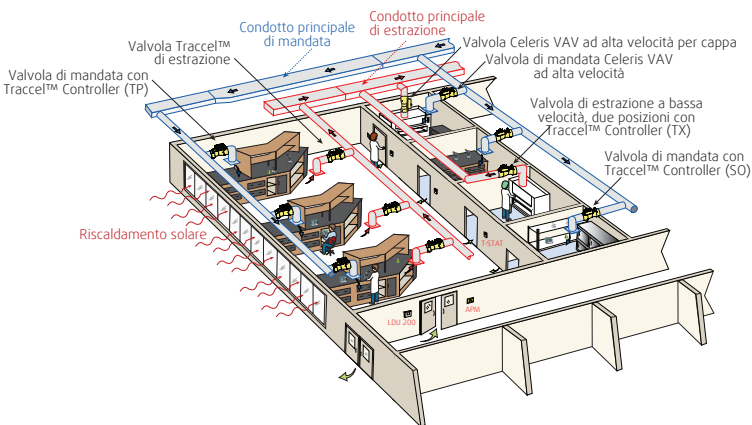 Condotto principale
di mandata
Condotto principale
di estrazione
Valvola Traccel™
di estrazione
Valvola Celeris VAV ad alta velocità per cappa
Valvola di mandata Celeris VAV
ad alta velocità
Valvola di mandata con
Traccel™ Controller (TP)
Valvola di estrazione a bassa
velocità, due posizioni con
Traccel™ Controller (TX)
Valvola di mandata con
Traccel™ Controller (SO)
Riscaldamento solare
T-STAT
LDU 200
APM